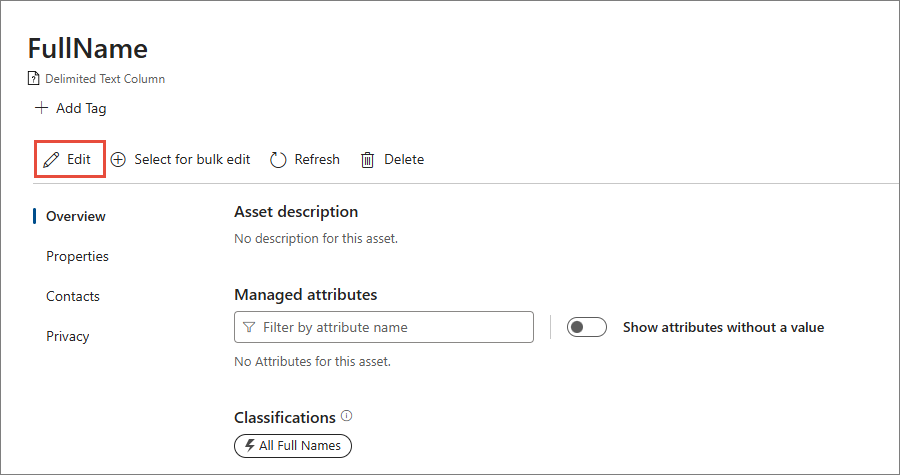 FullName
Delimited Text Column
Add Tag
Edit Select for bulk edit Refresh Delete
Overview
Properties
Contacts
Privacy
Asset description
No description for this asset.
Managed attributes
Filter by attribute name Show attributes without a value
No Attributes for this asset.
Classifications
All Full Names